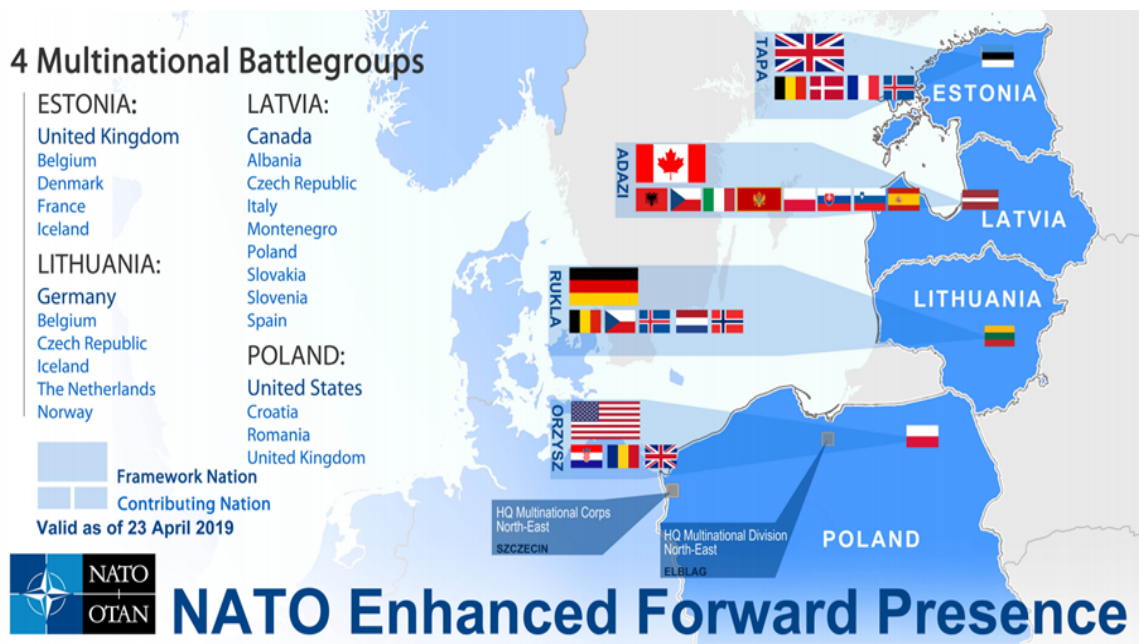 4 Multinational Battlegroups
ESTONIA:
United Kingdom
Belgium
Denmark
France
Iceland
LITHUANIA:
Germany
Belgium
Czech Republic
Iceland
The Netherlands
Norway
LATVIA:
Canada
Albania
Czech Republic
Italy
Montenegro
Poland
Slovakia
Slovenia
Spain
POLAND:
United States
Croatia
Romania
United Kingdom
Framework Nation
Contributing Nation
Valid as of 23 April 2019
TAPA
ESTONIA
ADAZI
LATVIA
RUKLA
LITHUANIA
ORZYSZ
HQ Multinational Corps
North-East
SZCZECIN
HQ Multinational Division
North-East
ELBLAG
POLAND
NATO
OTAN
NATO Enhanced Forward Presence